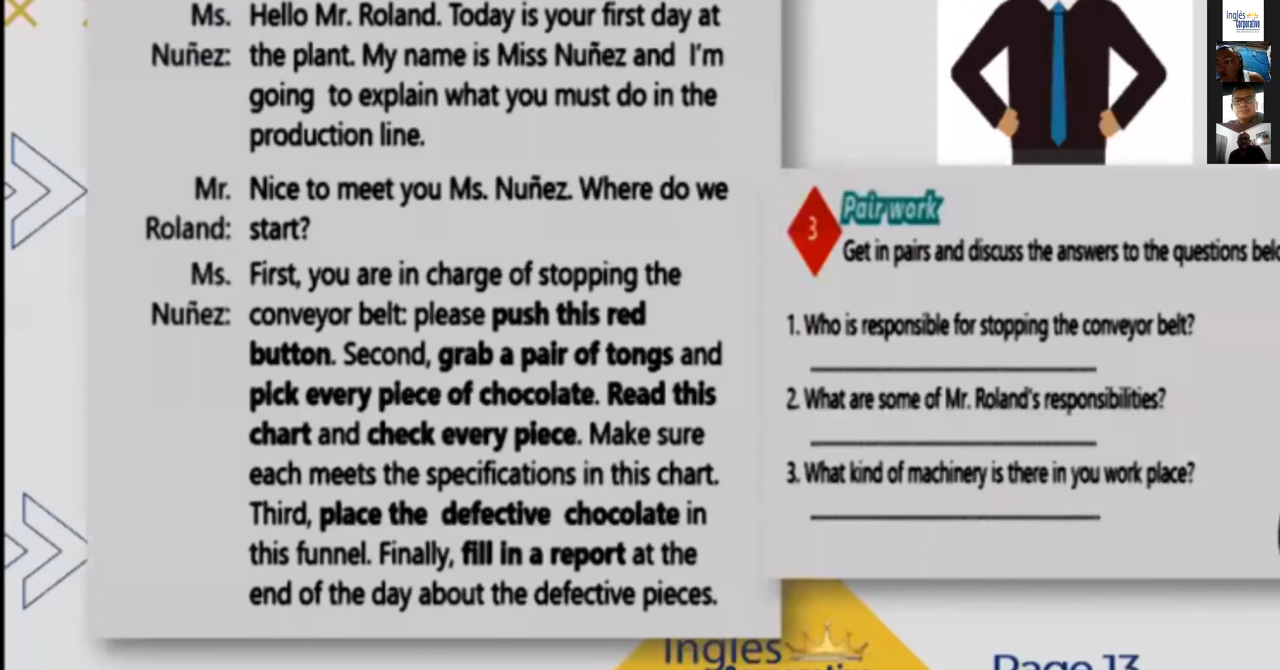 Ms. Hello Mr. Roland. Today is your first day at
Nuñez: the plant. My name is Miss Nuñez and I'm
going to explain what you must do in the
production line.
Mr. Nice to meet you Ms. Nuñez. Where do we
Roland: start?
Ms. First, you are in charge of stopping the
Nuñez: conveyor belt: please push this red
button. Second, grab a pair of tongs and
pick every piece of chocolate. Read this
chart and check every piece. Make sure
each meets the specifications in this chart.
Third, place the defective chocolate in
this funnel. Finally, fill in a report at the
end of the day about the defective pieces.
3 Pair work
Get in pairs and discuss the answers to the questions
1. Who is responsible for stopping the conveyor belt?
2. What are some of Mr. Roland's responsibilities?
3. What kind of machinery is there in you work place?
Inglés
Page 13
Inglés
corporativo